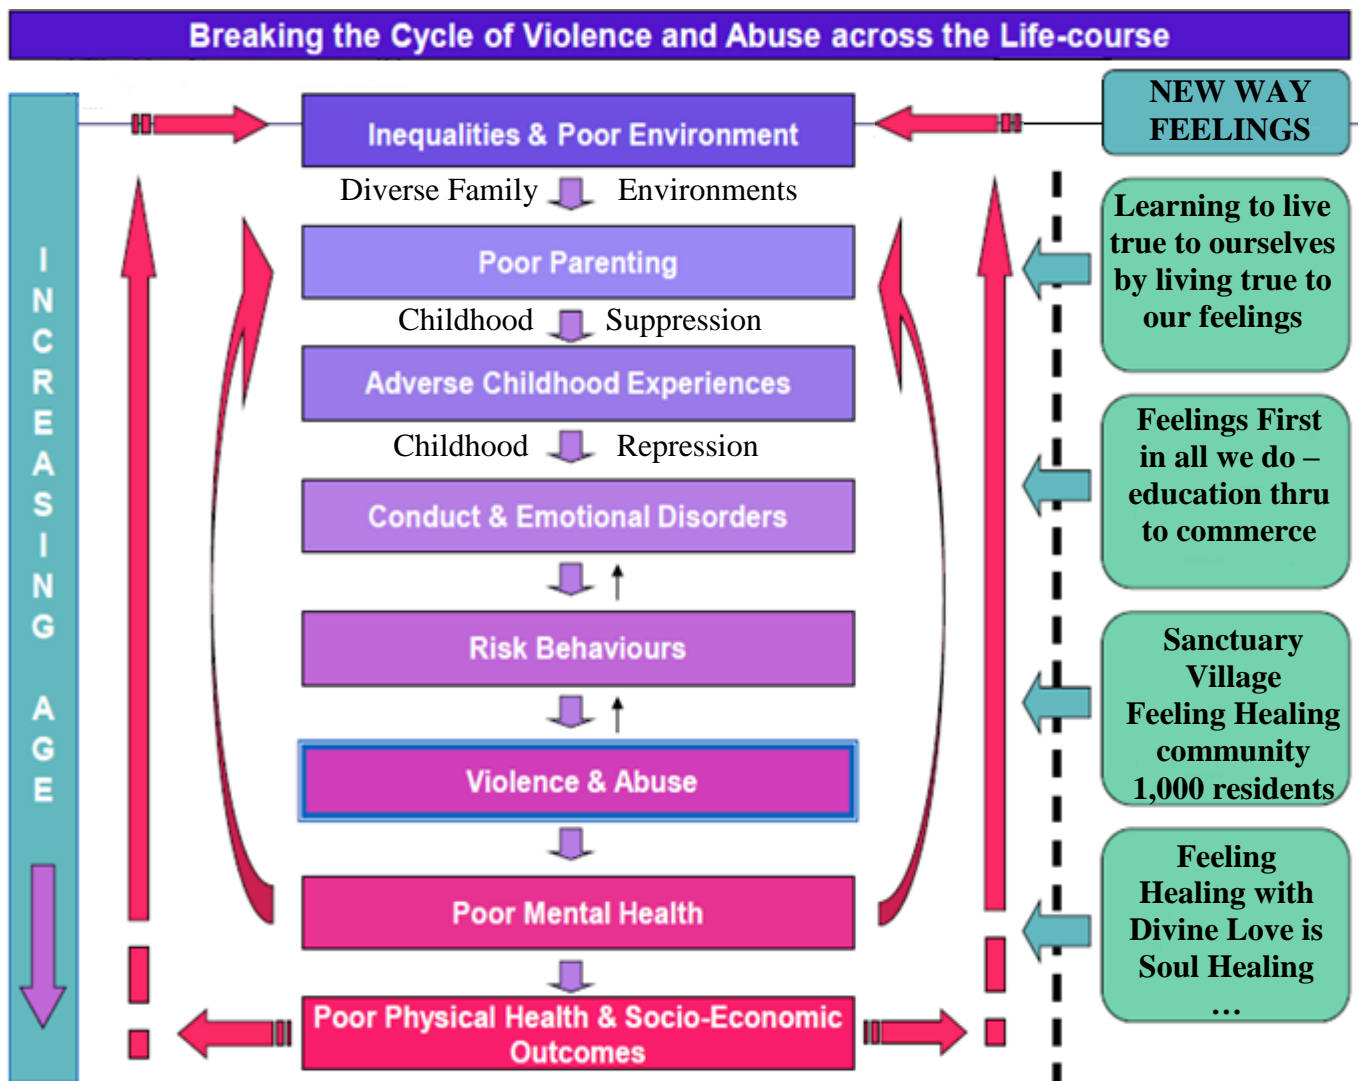 Breaking the Cycle of Violence and Abuse across the Life-course
INCREASING AGE
Inequalities & Poor Environment
Diverse Family Environments
Poor Parenting
Childhood Suppression
Adverse Childhood Experiences
Childhood Repression
Conduct & Emotional Disorders
Risk Behaviours
Violence & Abuse
Poor Mental Health
Poor Physical Health & Socio-Economic
Outcomes
NEW WAY
FEELINGS
Learning to live
true to ourselves
by living true to
our feelings
Feelings First
in all we do –
education thru
to commerce
Sanctuary
Village
Feeling Healing
community
1,000 residents
Feeling
Healing with
Divine Love is
Soul Healing
…